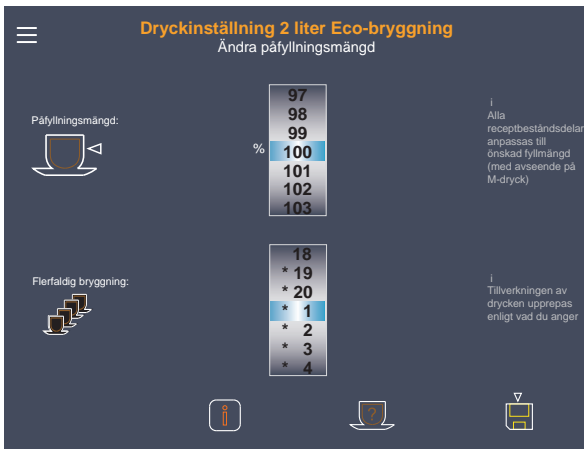 Dryckinställning 2 liter Eco-bryggning
Ändra påfyllningsmängd
Påfyllningsmängd:
%
97
98
99
100
101
102
103
i
Alla
receptbeståndsdelar
anpassas till
önskad fyllmängd
(med avseende på
M-dryck)
Flerfaldig bryggning:
18
* 19
* 20
* 1
* 2
* 3
* 4
i
Tillverkningen av
drycken upprepas
enligt vad du anger
i
?